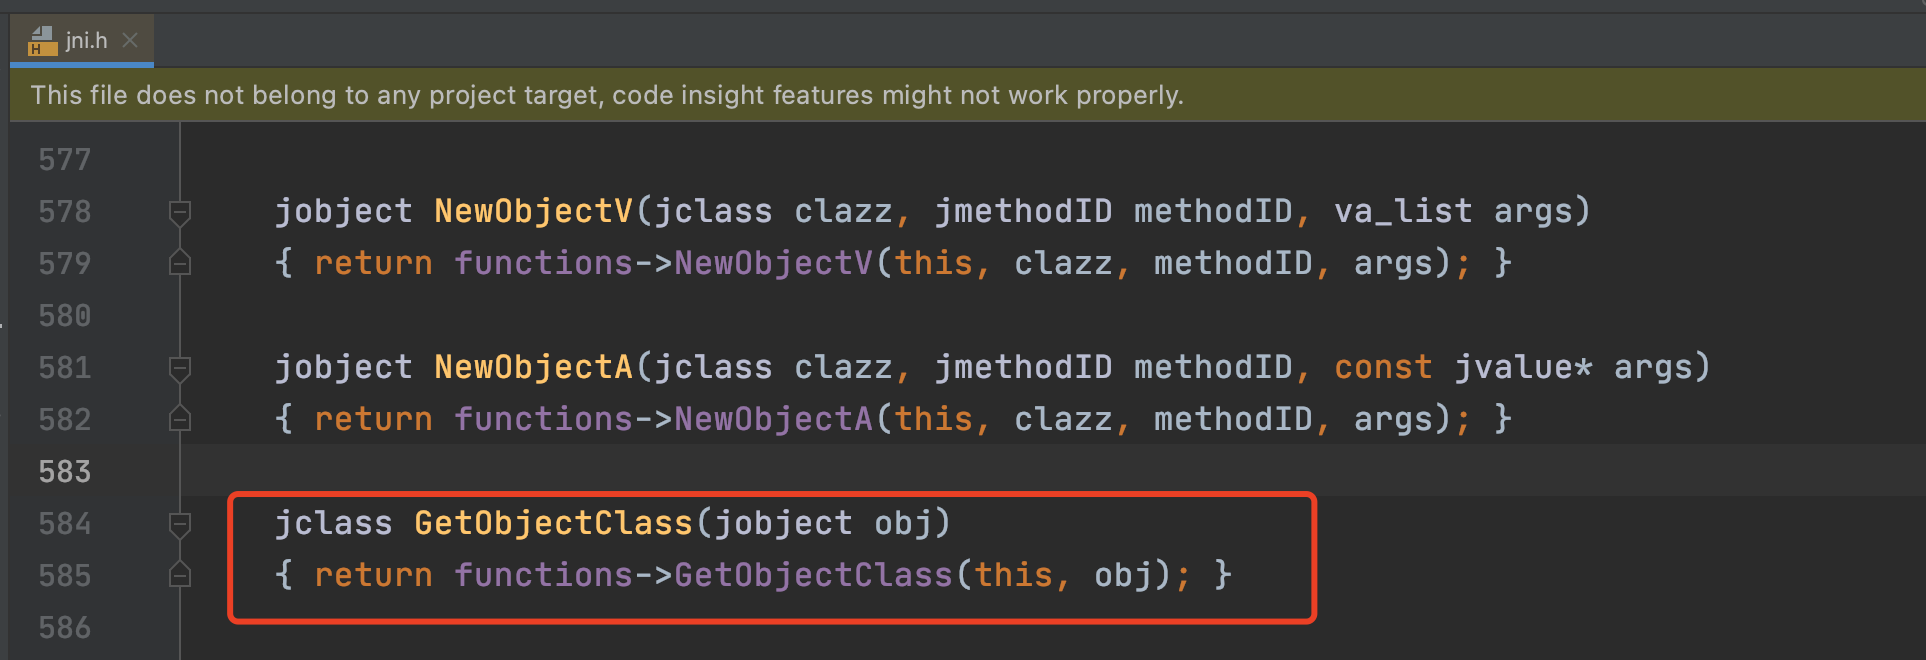 H jni.h
This file does not belong to any project target, code insight features might not work properly.
577
578 jobject NewObjectV(jclass clazz, jmethodID methodID, va_list args)
579 { return functions->NewObjectV(this, clazz, methodID, args); }
580
581 jobject NewObjectA(jclass clazz, jmethodID methodID, const jvalue* args)
582 { return functions->NewObjectA(this, clazz, methodID, args); }
583
584 jclass GetObjectClass(jobject obj)
585 { return functions->GetObjectClass(this, obj); }
586